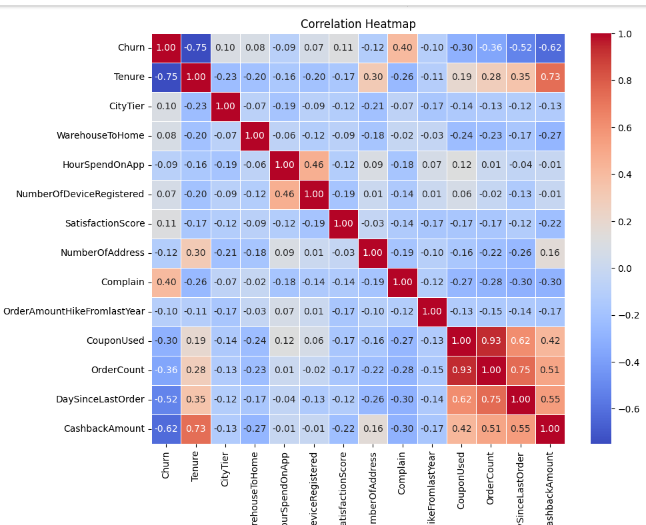 Correlation Heatmap
Churn 1.00 -0.75 0.10 0.08 -0.09 0.07 0.11 -0.12 0.40 -0.10 -0.30 -0.36 -0.52 -0.62
Tenure -0.75 1.00 -0.23 -0.20 -0.16 -0.20 -0.17 0.30 -0.26 -0.11 0.19 0.28 0.35 0.73
CityTier 0.10 -0.23 1.00 -0.07 -0.19 -0.09 -0.12 -0.21 -0.07 -0.17 -0.14 -0.13 -0.12 -0.13
WarehouseToHome 0.08 -0.20 -0.07 1.00 -0.06 -0.12 -0.09 -0.18 -0.02 -0.03 -0.24 -0.23 -0.17 -0.27
HourSpendOnApp -0.09 -0.16 -0.19 -0.06 1.00 0.46 -0.12 0.09 -0.18 0.07 0.12 0.01 -0.04 -0.01
NumberOfDeviceRegistered 0.07 -0.20 -0.09 -0.12 0.46 1.00 -0.19 0.01 -0.14 0.01 0.06 -0.02 -0.13 -0.01
SatisfactionScore 0.11 -0.17 -0.12 -0.09 -0.12 -0.19 1.00 -0.03 -0.14 -0.17 -0.17 -0.17 -0.12 -0.22
NumberOfAddress -0.12 0.30 -0.21 -0.18 0.09 0.01 -0.03 1.00 -0.19 -0.10 -0.16 -0.22 -0.26 0.16
Complain 0.40 -0.26 -0.07 -0.02 -0.18 -0.14 -0.14 -0.19 1.00 -0.12 -0.27 -0.28 -0.30 -0.30
OrderAmountHikeFromlastYear -0.10 -0.11 -0.17 -0.03 0.07 0.01 -0.17 -0.10 -0.12 1.00 -0.13 -0.15 -0.14 -0.17
CouponUsed -0.30 0.19 -0.14 -0.24 0.12 0.06 -0.17 -0.16 -0.27 -0.13 1.00 0.93 0.62 0.42
OrderCount -0.36 0.28 -0.13 -0.23 0.01 -0.02 -0.17 -0.22 -0.28 -0.15 0.93 1.00 0.75 0.51
DaySinceLastOrder -0.52 0.35 -0.12 -0.17 -0.04 -0.13 -0.12 -0.26 -0.30 -0.14 0.62 0.75 1.00 0.55
CashbackAmount -0.62 0.73 -0.13 -0.27 -0.01 -0.01 -0.22 0.16 -0.30 -0.17 0.42 0.51 0.55 1.00
Churn
Tenure
CityTier
rehouseToHome
ourSpendOnApp
DeviceRegistered
atisfactionScore
mberOfAddress
Complain
ikeFromlastYear
CouponUsed
OrderCount
SinceLastOrder
ashbackAmount
1.0
0.8
0.6
0.4
0.2
0.0
−0.2
−0.4
−0.6